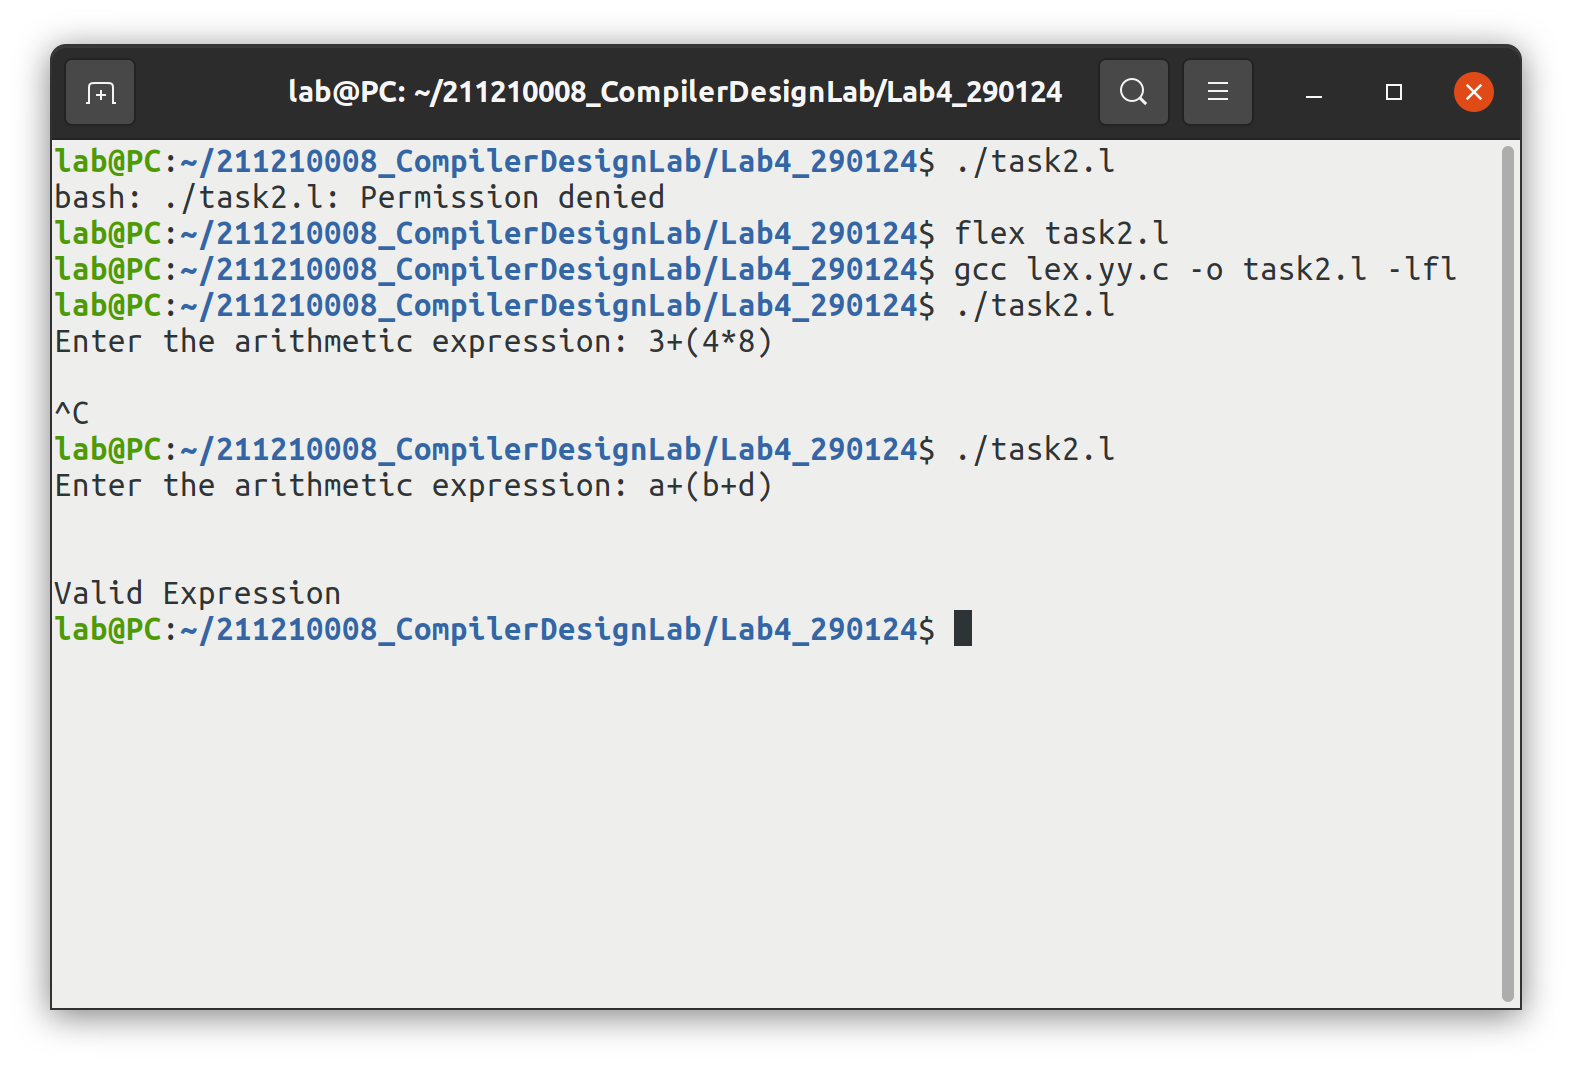 lab@PC: ~/211210008_CompilerDesignLab/Lab4_290124
lab@PC:~/211210008_CompilerDesignLab/Lab4_290124$ ./task2.l
bash: ./task2.l: Permission denied
lab@PC:~/211210008_CompilerDesignLab/Lab4_290124$ flex task2.l
lab@PC:~/211210008_CompilerDesignLab/Lab4_290124$ gcc lex.yy.c -o task2.l -lfl
lab@PC:~/211210008_CompilerDesignLab/Lab4_290124$ ./task2.l
Enter the arithmetic expression: 3+(4*8)
^C
lab@PC:~/211210008_CompilerDesignLab/Lab4_290124$ ./task2.l
Enter the arithmetic expression: a+(b+d)
Valid Expression
lab@PC:~/211210008_CompilerDesignLab/Lab4_290124$